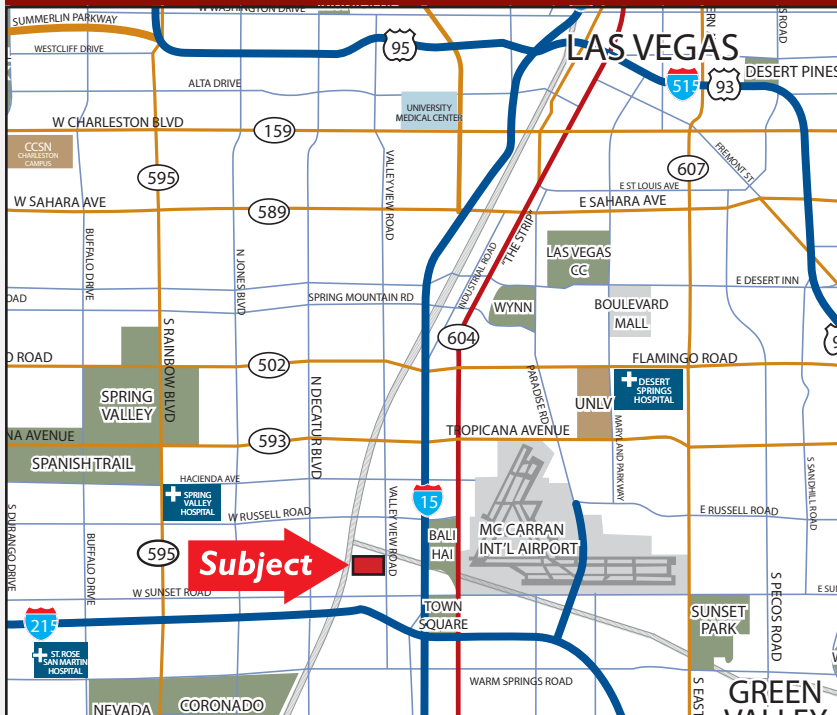 W WASHINGTON DRIVE
SUMMERLIN PARKWAY
WESTCLIFF DRIVE
95
LAS VEGAS
ALTA DRIVE
515
93
DESERT PINES
UNIVERSITY
MEDICAL CENTER
W CHARLESTON BLVD
159
CCSN
CHARLESTON
CAMPUS
FREMONT ST.
595
607
VALLEY VIEW ROAD
E ST LOUIS AVE
W SAHARA AVE
589
E SAHARA AVE
"THE STRIP"
BUFFALO DRIVE
N JONES BLVD
INDUSTRIAL ROAD
LAS VEGAS
CC
E DESERT INN
SPRING MOUNTAIN RD
WYNN
BOULEVARD
MALL
604
S RAINBOW BLVD
502
FLAMINGO ROAD
SPRING
VALLEY
N DECATUR BLVD
PARADISE RD
UNLV
DESERT
SPRINGS
HOSPITAL
MARYLAND PARKWAY
NA AVENUE
593
TROPICANA AVENUE
SPANISH TRAIL
HACIENDA AVE
SPRING
VALLEY
HOSPITAL
S SANDHILL ROAD
W RUSSELL ROAD
15
E RUSSELL ROAD
S DURANGO DRIVE
BUFFALO DRIVE
VALLEY VIEW ROAD
BALI
HAI
MC CARRAN
INT'L AIRPORT
595
Subject
W SUNSET ROAD
TOWN
SQUARE
SUNSET
PARK
S PECOS ROAD
215
ST. ROSE
SAN MARTIN
HOSPITAL
WARM SPRINGS ROAD
S EAST
GREEN
VALLEY
NEVADA
CORONADO